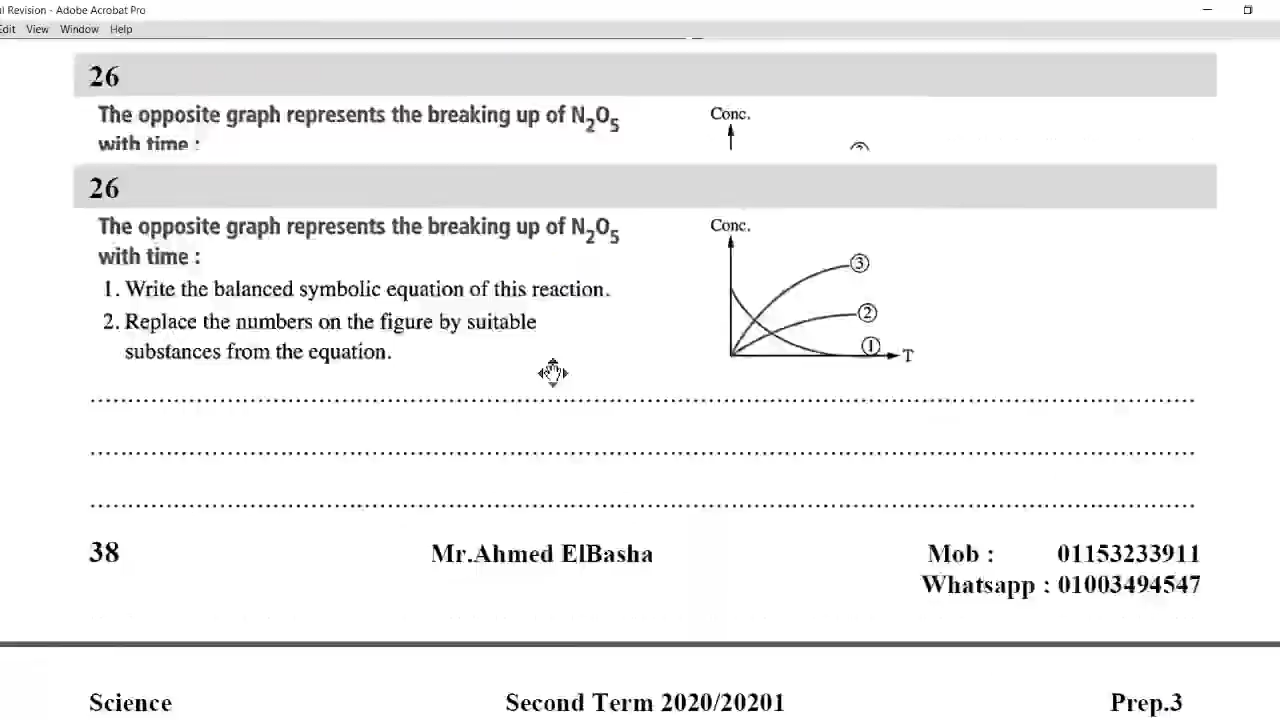 l Revision - Adobe Acrobat Pro
Edit View Window Help
26
The opposite graph represents the breaking up of N₂O₅
with time :
Conc.
26
The opposite graph represents the breaking up of N₂O₅
with time :
1. Write the balanced symbolic equation of this reaction.
2. Replace the numbers on the figure by suitable
substances from the equation.
Conc.
③
②
①
T
38 Mr.Ahmed ElBasha Mob : 01153233911
Whatsapp : 01003494547
Science Second Term 2020/20201 Prep.3